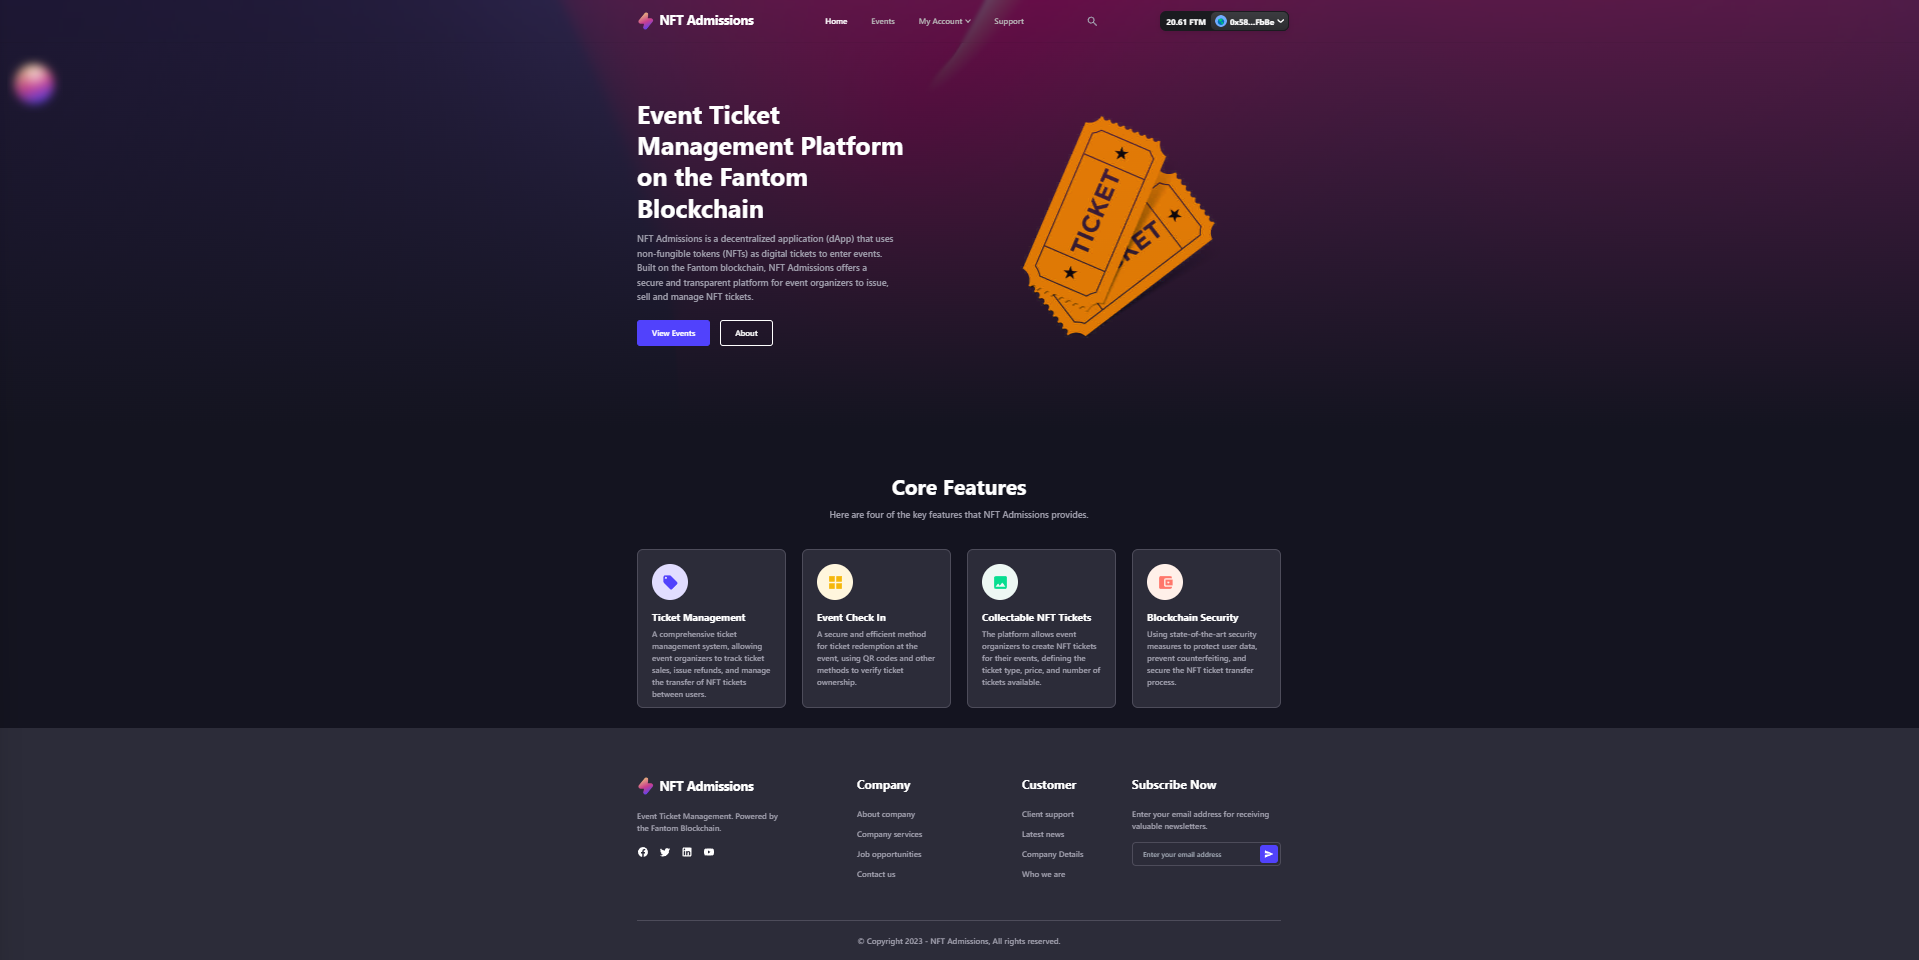 NFT Admissions
Home
Events
My Account
Support
20.61 FTM
0x58...FbBe
Event Ticket
Management Platform
on the Fantom
Blockchain
NFT Admissions is a decentralized application (dApp) that uses
non-fungible tokens (NFTs) as digital tickets to enter events.
Built on the Fantom blockchain, NFT Admissions offers a
secure and transparent platform for event organizers to issue,
sell and manage NFT tickets.
View Events
About
TICKET
KET
Core Features
Here are four of the key features that NFT Admissions provides.
Ticket Management
A comprehensive ticket
management system, allowing
event organizers to track ticket
sales, issue refunds, and manage
the transfer of NFT tickets
between users.
Event Check In
A secure and efficient method
for ticket redemption at the
event, using QR codes and other
methods to verify ticket
ownership.
Collectable NFT Tickets
The platform allows event
organizers to create NFT tickets
for their events, defining the
ticket type, price, and number of
tickets available.
Blockchain Security
Using state-of-the-art security
measures to protect user data,
prevent counterfeiting, and
secure the NFT ticket transfer
process.
NFT Admissions
Event Ticket Management. Powered by
the Fantom Blockchain.
Company
About company
Company services
Job opportunities
Contact us
Customer
Client support
Latest news
Company Details
Who we are
Subscribe Now
Enter your email address for receiving
valuable newsletters.
Enter your email address
© Copyright 2023 - NFT Admissions, All rights reserved.